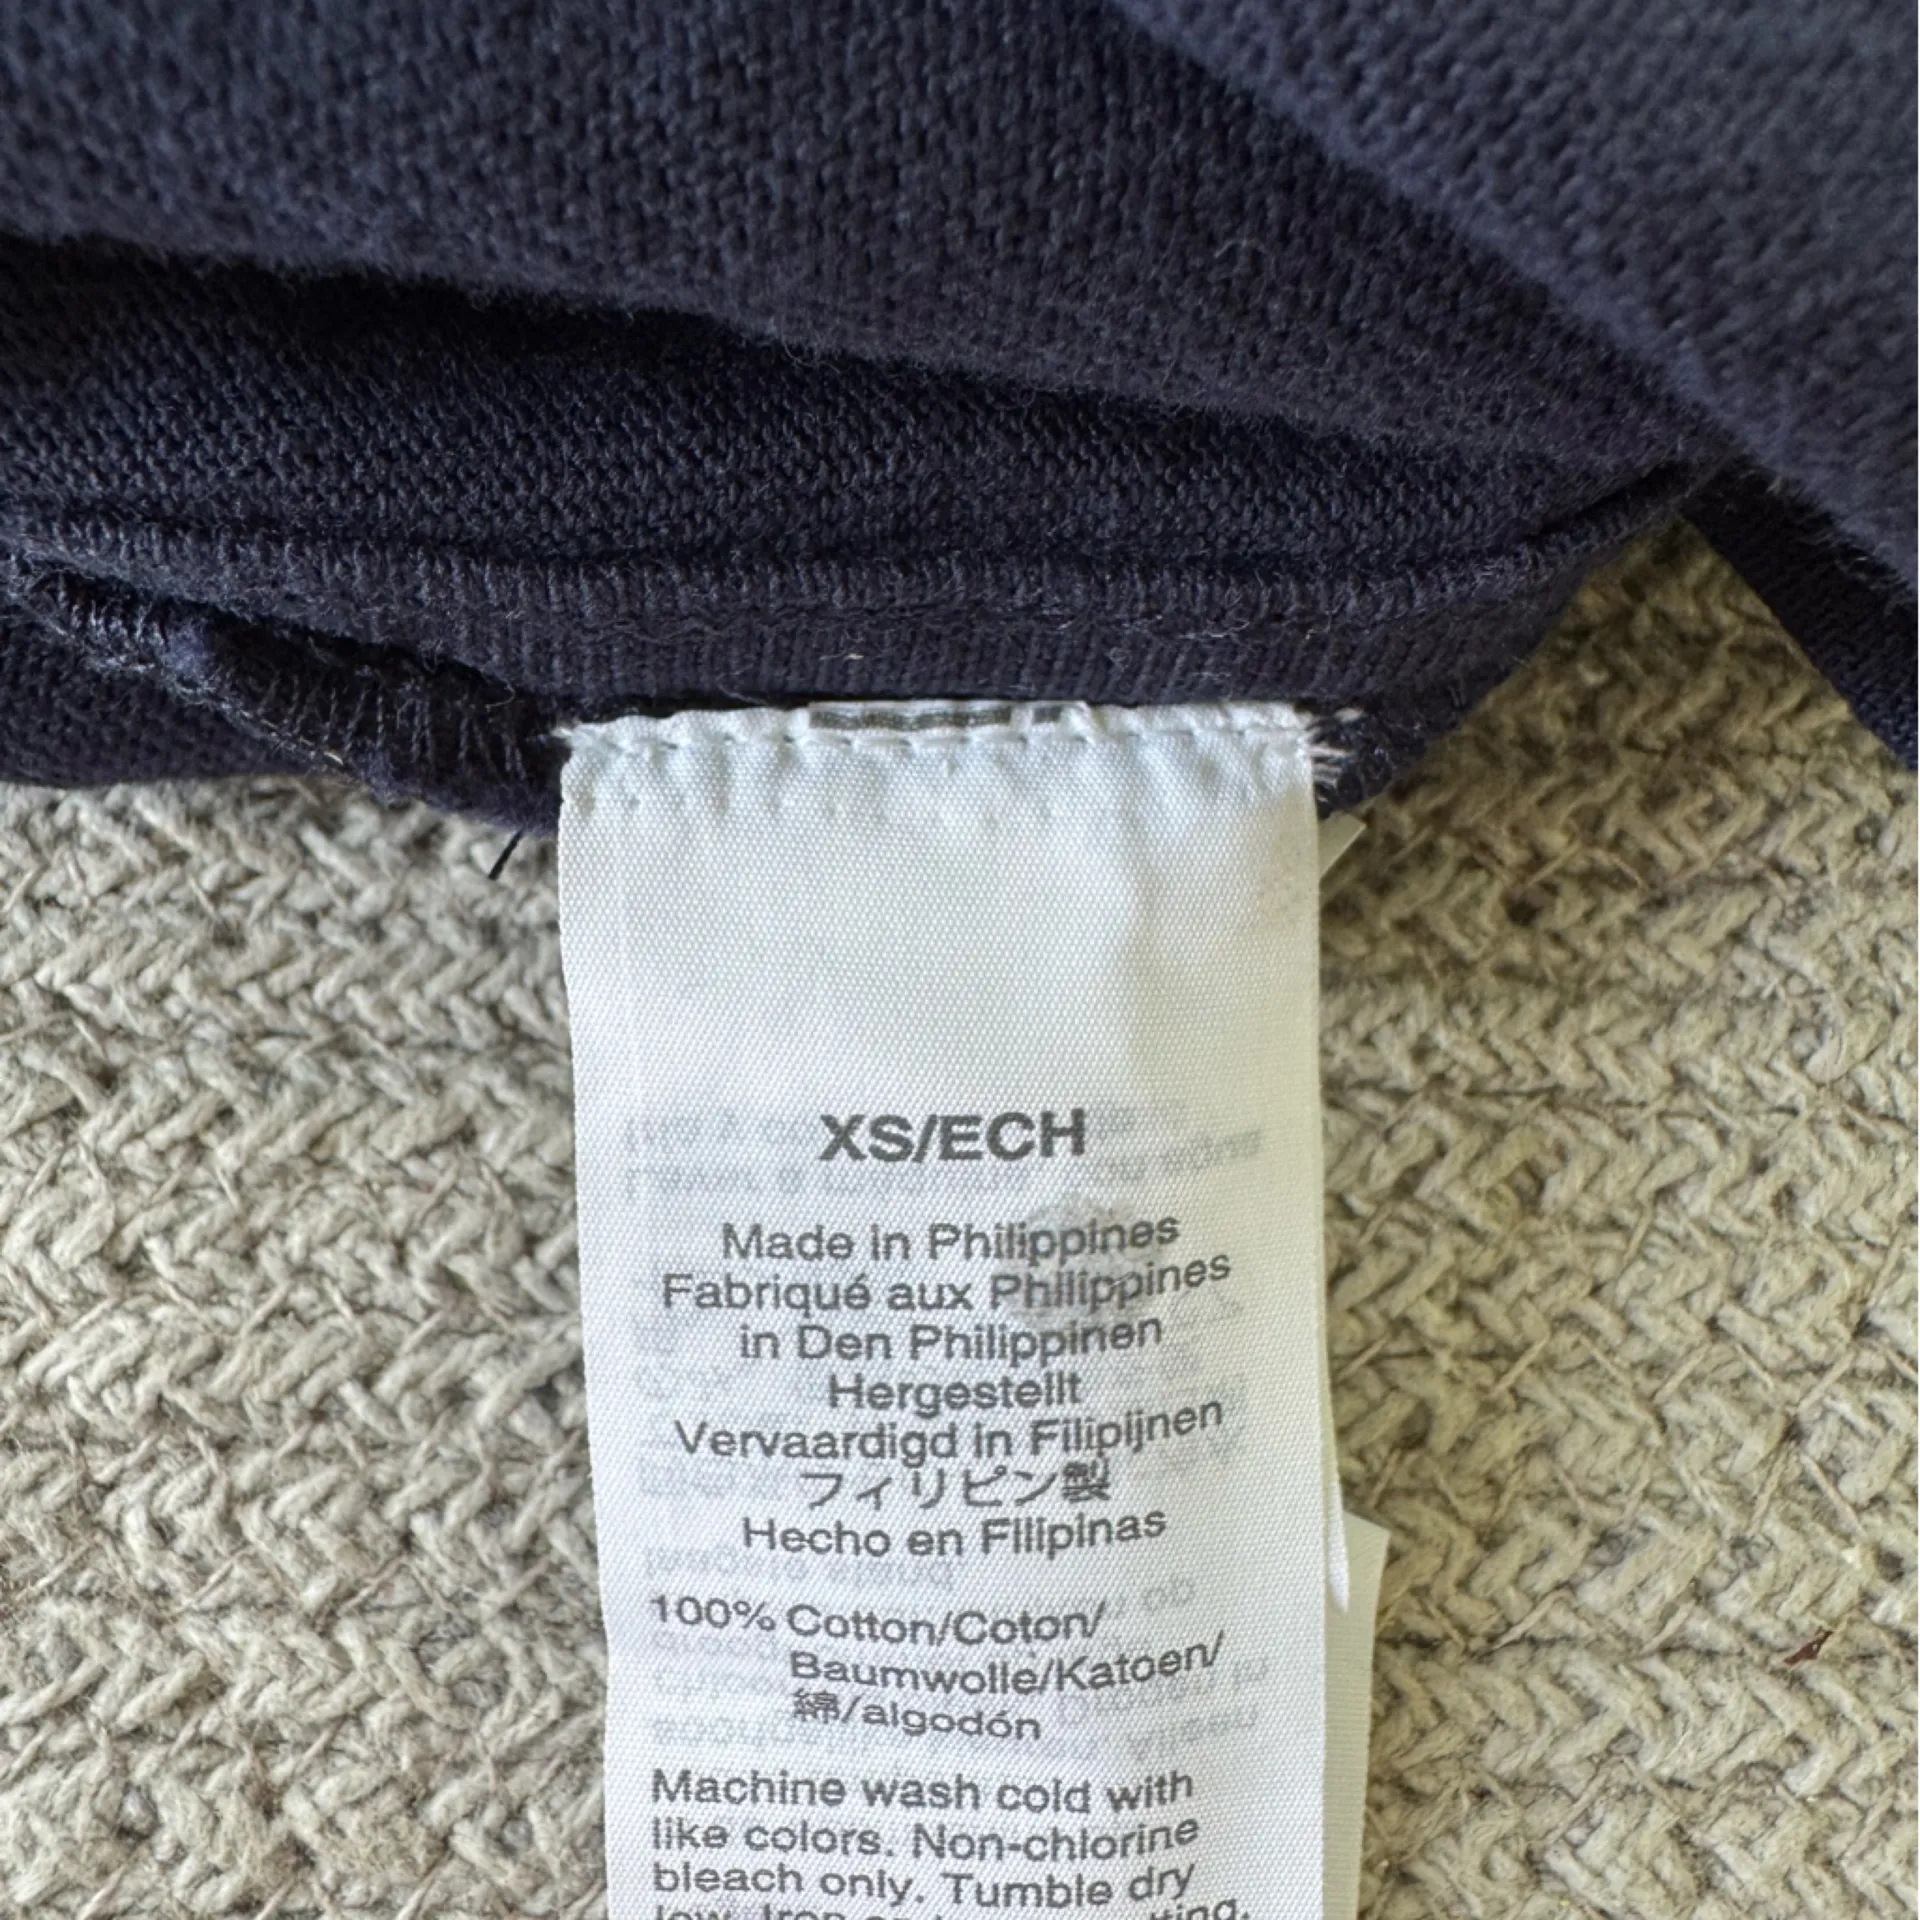 XS/ECH
Made in Philippines
Fabriqué aux Philippines
in Den Philippinen
Hergestellt
Vervaardigd in Filipijnen
フィリピン製
Hecho en Filipinas
100% Cotton/Coton/
Baumwolle/Katoen/
綿/algodón
Machine wash cold with
like colors. Non-chlorine
bleach only. Tumble dry
low. Iron